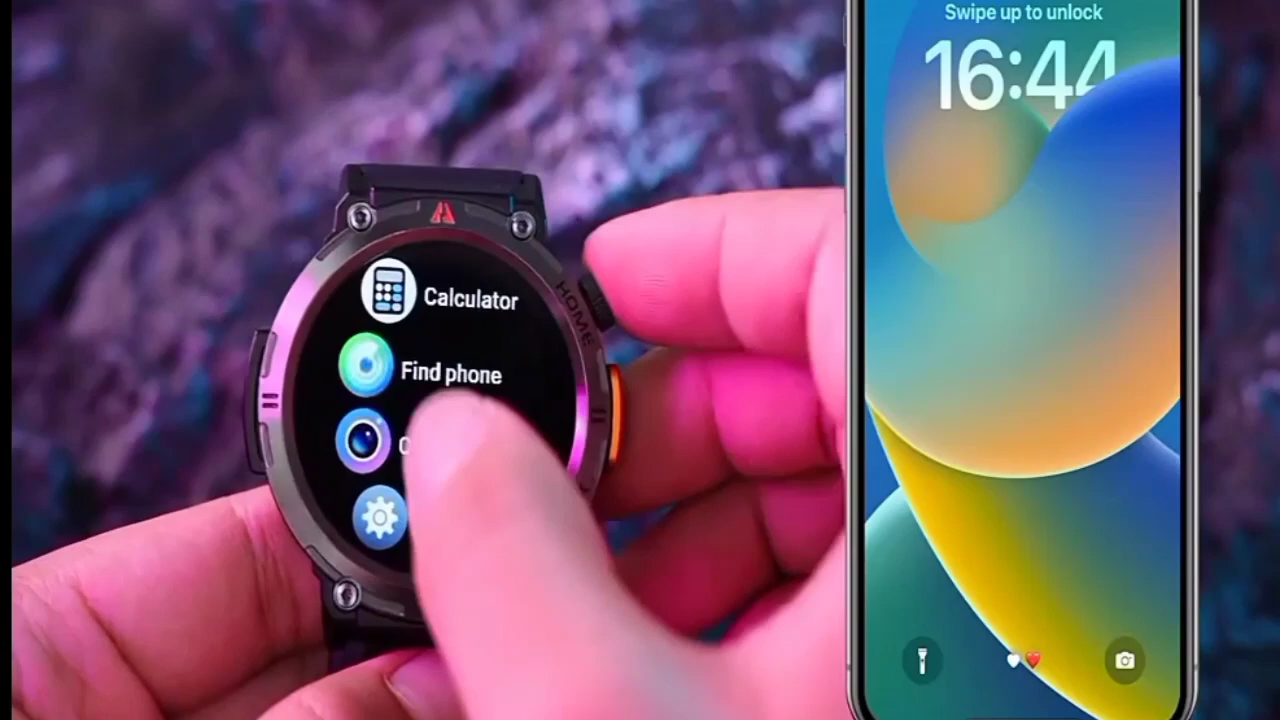 Swipe up to unlock
16:44
HOME
Calculator
Find phone